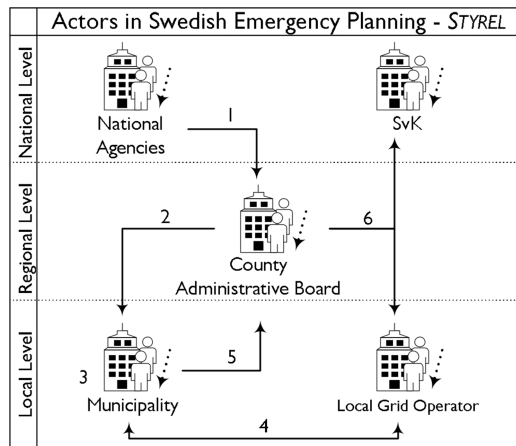 Actors in Swedish Emergency Planning - STYREL
National Level
National
Agencies
1
SvK
Regional Level
2
County
Administrative Board
6
Local Level
3
Municipality
5
Local Grid Operator
4